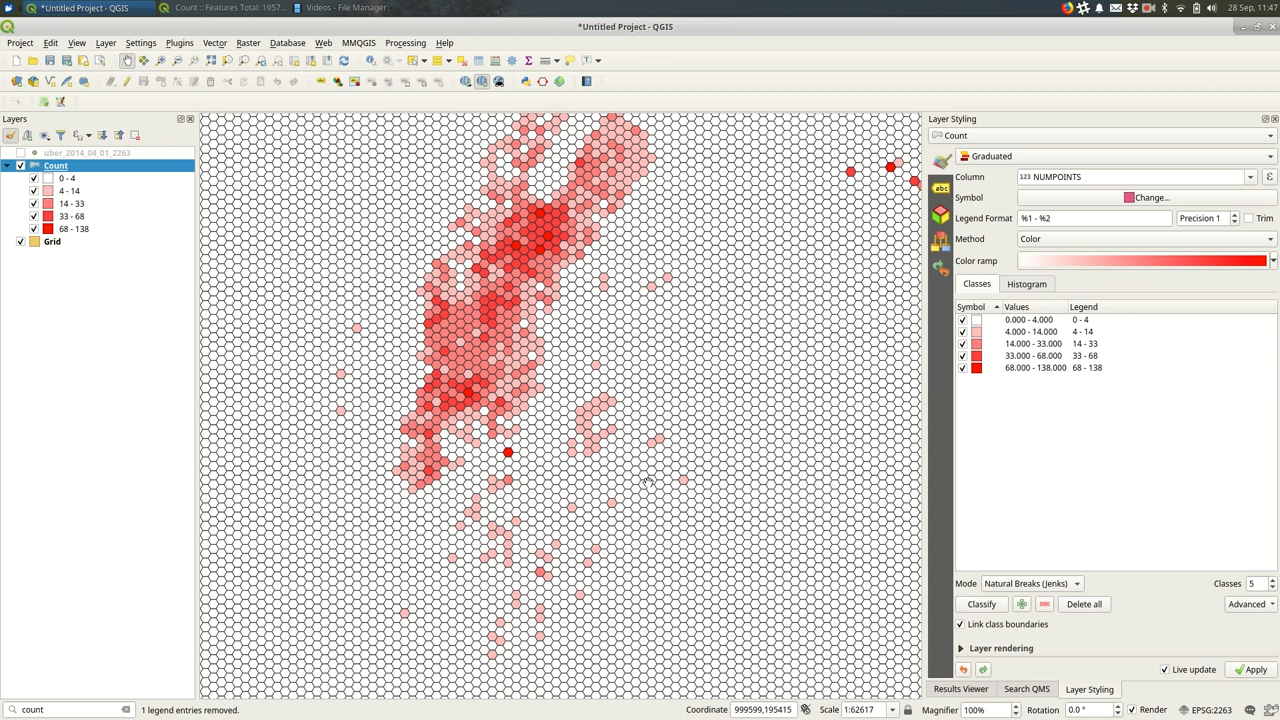 *Untitled Project - QGIS
Count :: Features Total: 1957...
Videos - File Manager
28 Sep, 11:47
*Untitled Project - QGIS
Project Edit View Layer Settings Plugins Vector Raster Database Web MMQGIS Processing Help
Layers
uber_2014_04_01_2263
Count
0 - 4
4 - 14
14 - 33
33 - 68
68 - 138
Grid
Layer Styling
Count
Graduated
Column 123 NUMPOINTS ε
Symbol Change...
Legend Format %1 - %2 Precision 1 Trim
Method Color
Color ramp
Classes Histogram
Symbol Values Legend
0.000 - 4.000 0 - 4
4.000 - 14.000 4 - 14
14.000 - 33.000 14 - 33
33.000 - 68.000 33 - 68
68.000 - 138.000 68 - 138
Mode Natural Breaks (Jenks) Classes 5
Classify Delete all Advanced
Link class boundaries
Layer rendering
Live update Apply
Results Viewer Search QMS Layer Styling
count 1 legend entries removed. Coordinate 999599,195415 Scale 1:62617 Magnifier 100% Rotation 0.0 ° Render EPSG:2263